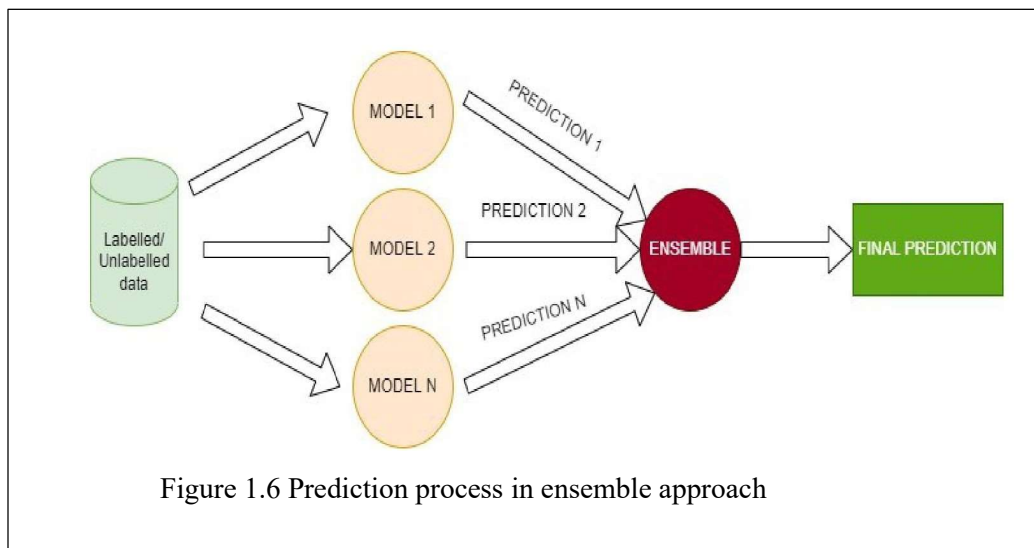 Labelled/
Unlabelled
data
MODEL 1
MODEL 2
MODEL N
PREDICTION 1
PREDICTION 2
PREDICTION N
ENSEMBLE
FINAL PREDICTION
Figure 1.6 Prediction process in ensemble approach